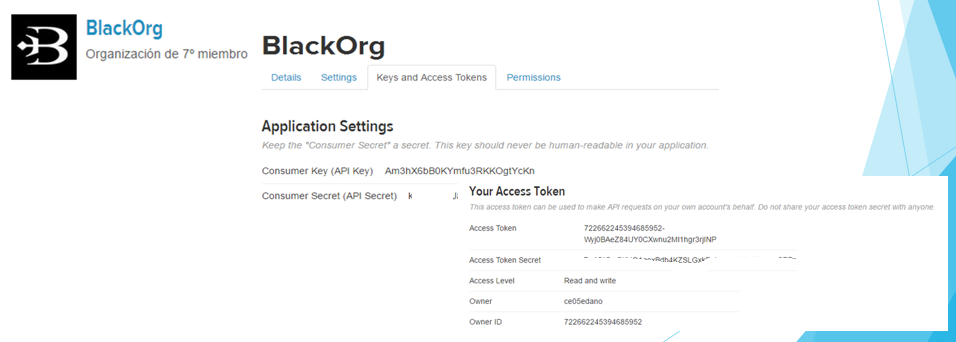 BlackOrg
Organización de 7º miembro
BlackOrg
Details Settings Keys and Access Tokens Permissions
Application Settings
Keep the "Consumer Secret" a secret. This key should never be human-readable in your application.
Consumer Key (API Key) Am3hX6bB0KYmfu3RKKOgtYcKn
Consumer Secret (API Secret)
Your Access Token
This access token can be used to make API requests on your own account's behalf. Do not share your access token secret with anyone.
Access Token 722662245394685952-
Wyj0BAeZ84UY0CXwnu2MI1hgr3rjlNP
Access Token Secret
Access Level Read and write
Owner ce05edano
Owner ID 722662245394685952